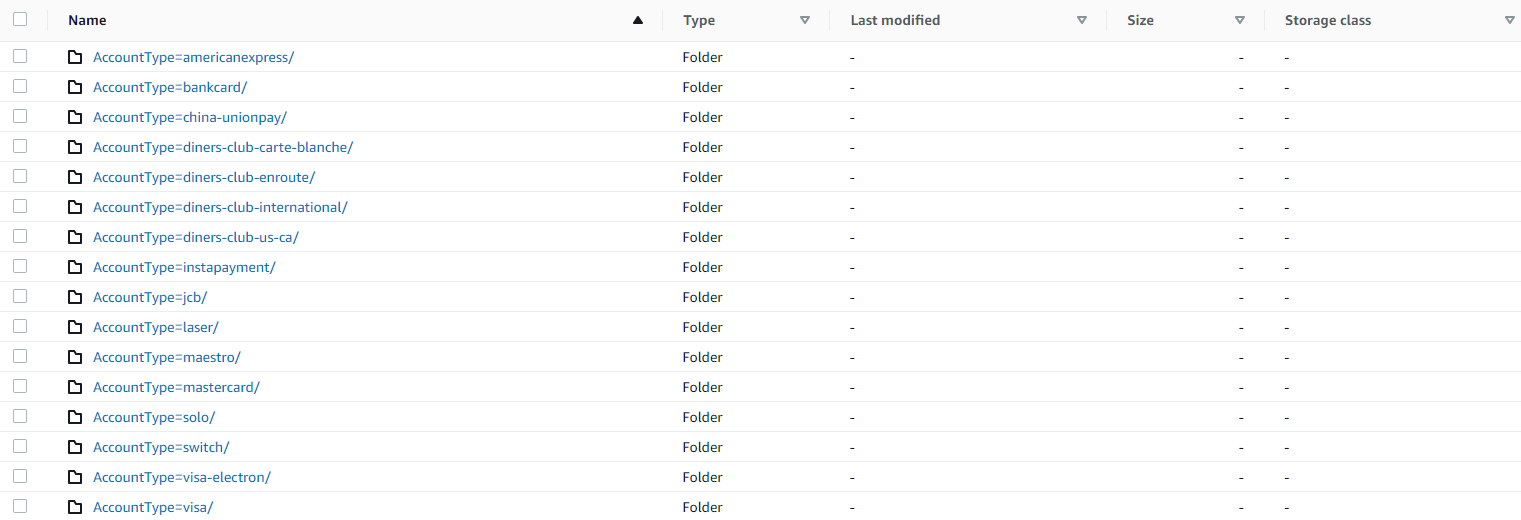 Name Type Last modified Size Storage class
AccountType=americanexpress/ Folder - - -
AccountType=bankcard/ Folder - - -
AccountType=china-unionpay/ Folder - - -
AccountType=diners-club-carte-blanche/ Folder - - -
AccountType=diners-club-enroute/ Folder - - -
AccountType=diners-club-international/ Folder - - -
AccountType=diners-club-us-ca/ Folder - - -
AccountType=instapayment/ Folder - - -
AccountType=jcb/ Folder - - -
AccountType=laser/ Folder - - -
AccountType=maestro/ Folder - - -
AccountType=mastercard/ Folder - - -
AccountType=solo/ Folder - - -
AccountType=switch/ Folder - - -
AccountType=visa-electron/ Folder - - -
AccountType=visa/ Folder - - -